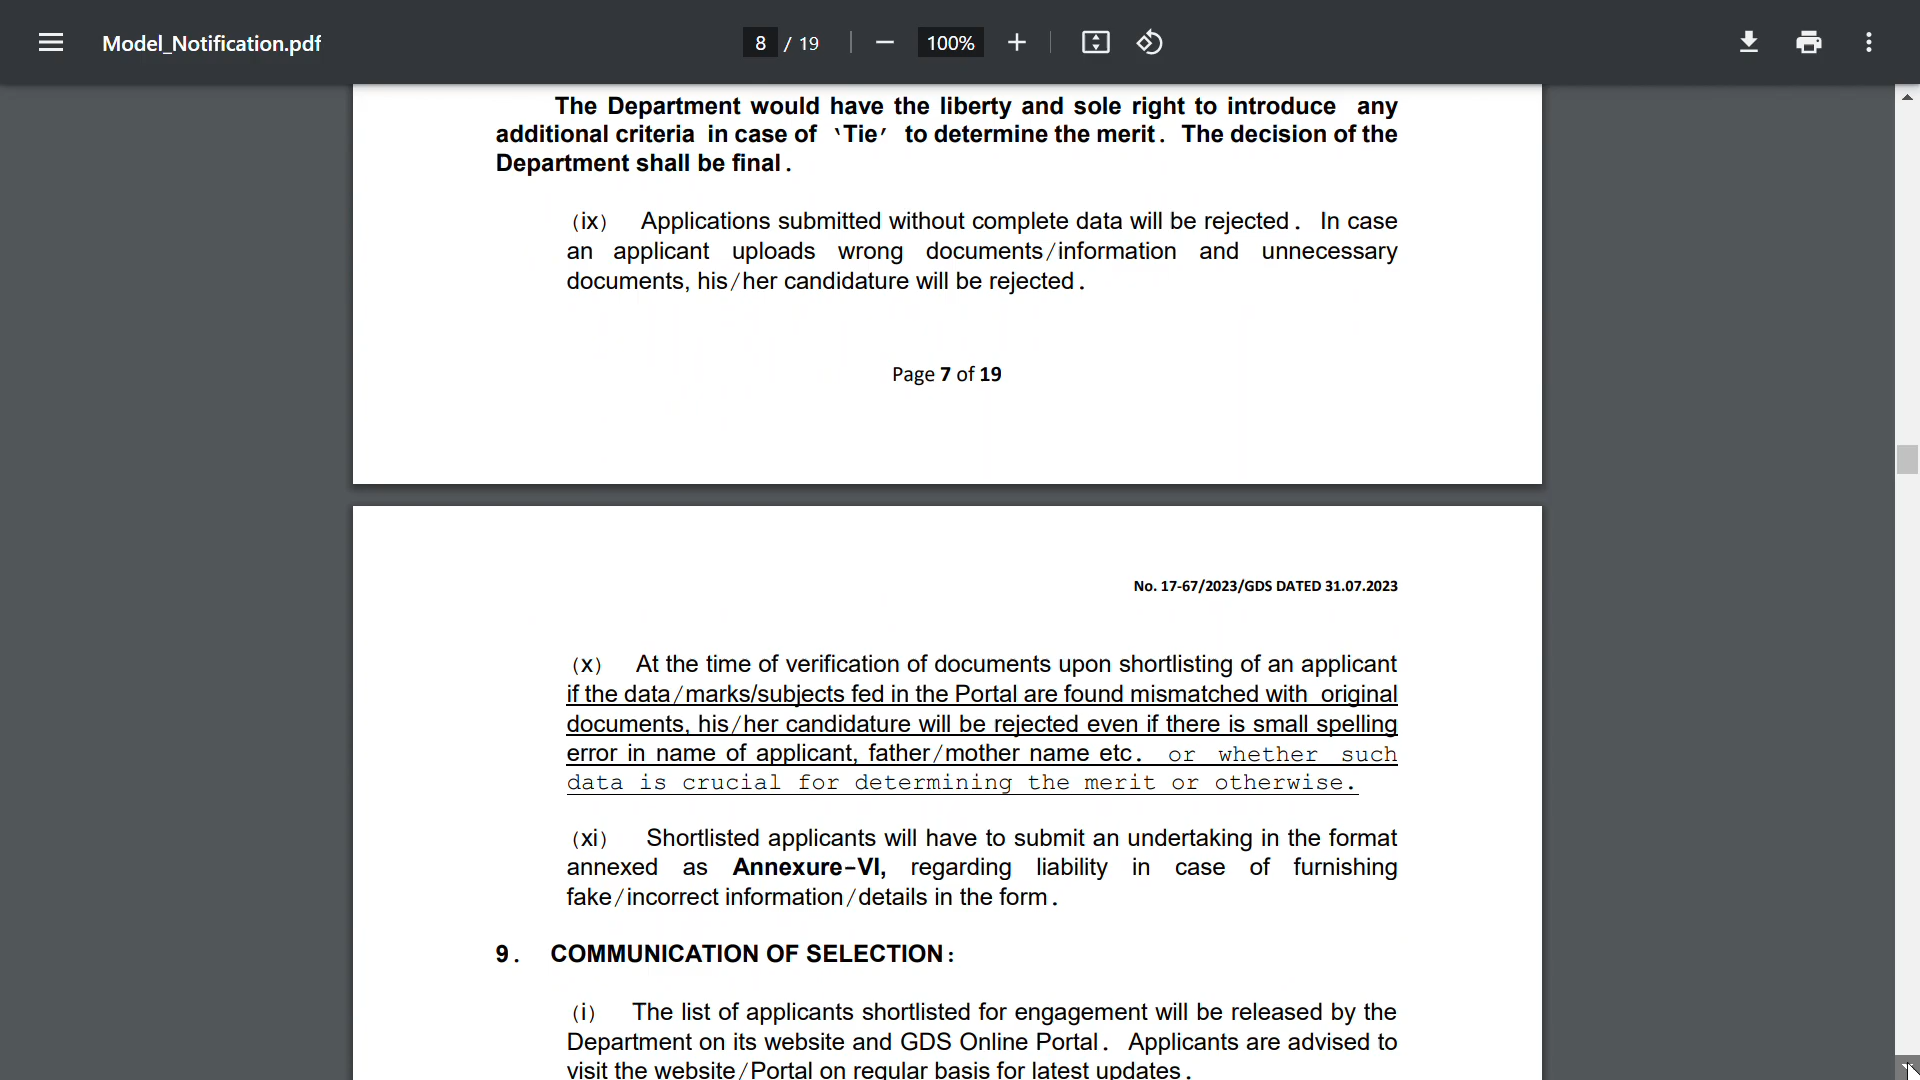 Model_Notification.pdf
8 / 19
100%
The Department would have the liberty and sole right to introduce any
additional criteria in case of ‵Tie′ to determine the merit. The decision of the
Department shall be final.
(ix) Applications submitted without complete data will be rejected. In case
an applicant uploads wrong documents/information and unnecessary
documents, his/her candidature will be rejected.
Page 7 of 19
No. 17-67/2023/GDS DATED 31.07.2023
(x) At the time of verification of documents upon shortlisting of an applicant
if the data/marks/subjects fed in the Portal are found mismatched with original
documents, his/her candidature will be rejected even if there is small spelling
error in name of applicant, father/mother name etc. or whether such
data is crucial for determining the merit or otherwise.
(xi) Shortlisted applicants will have to submit an undertaking in the format
annexed as Annexure-VI, regarding liability in case of furnishing
fake/incorrect information/details in the form.
9. COMMUNICATION OF SELECTION:
(i) The list of applicants shortlisted for engagement will be released by the
Department on its website and GDS Online Portal. Applicants are advised to
visit the website/Portal on regular basis for latest updates.